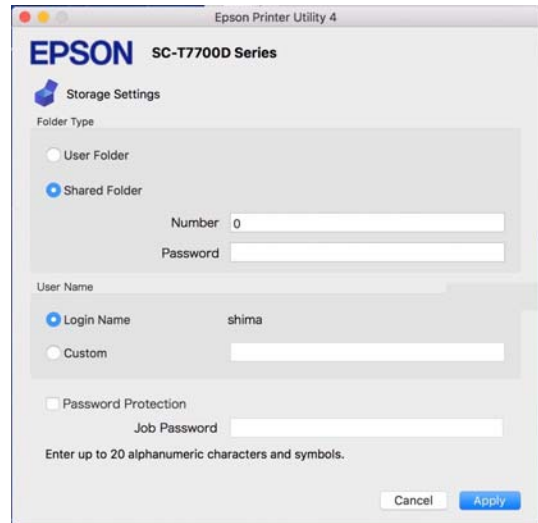 Epson Printer Utility 4
EPSON SC-T7700D Series
Storage Settings
Folder Type
User Folder
Shared Folder
Number 0
Password
User Name
Login Name shima
Custom
Password Protection
Job Password
Enter up to 20 alphanumeric characters and symbols.
Cancel Apply